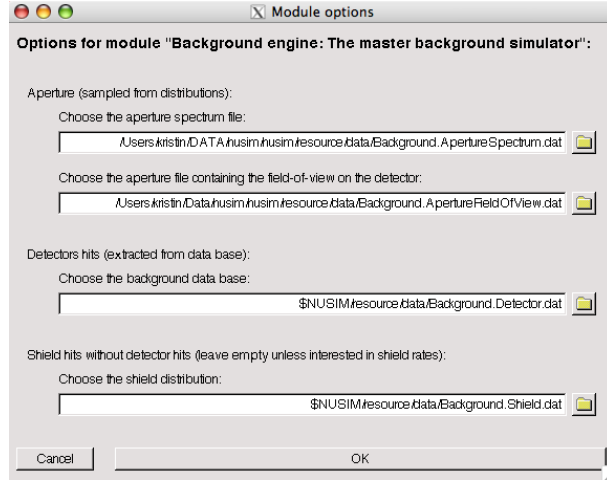 Module options
Options for module "Background engine: The master background simulator":
Aperture (sampled from distributions):
Choose the aperture spectrum file:
/Users/kristin/DATA/nusim/nusim/resource/data/Background.ApertureSpectrum.dat
Choose the aperture file containing the field-of-view on the detector:
/Users/kristin/Data/nusim/nusim/resource/data/Background.ApertureFieldOfView.dat
Detectors hits (extracted from data base):
Choose the background data base:
$NUSIM/resource/data/Background.Detector.dat
Shield hits without detector hits (leave empty unless interested in shield rates):
Choose the shield distribution:
$NUSIM/resource/data/Background.Shield.dat
Cancel OK